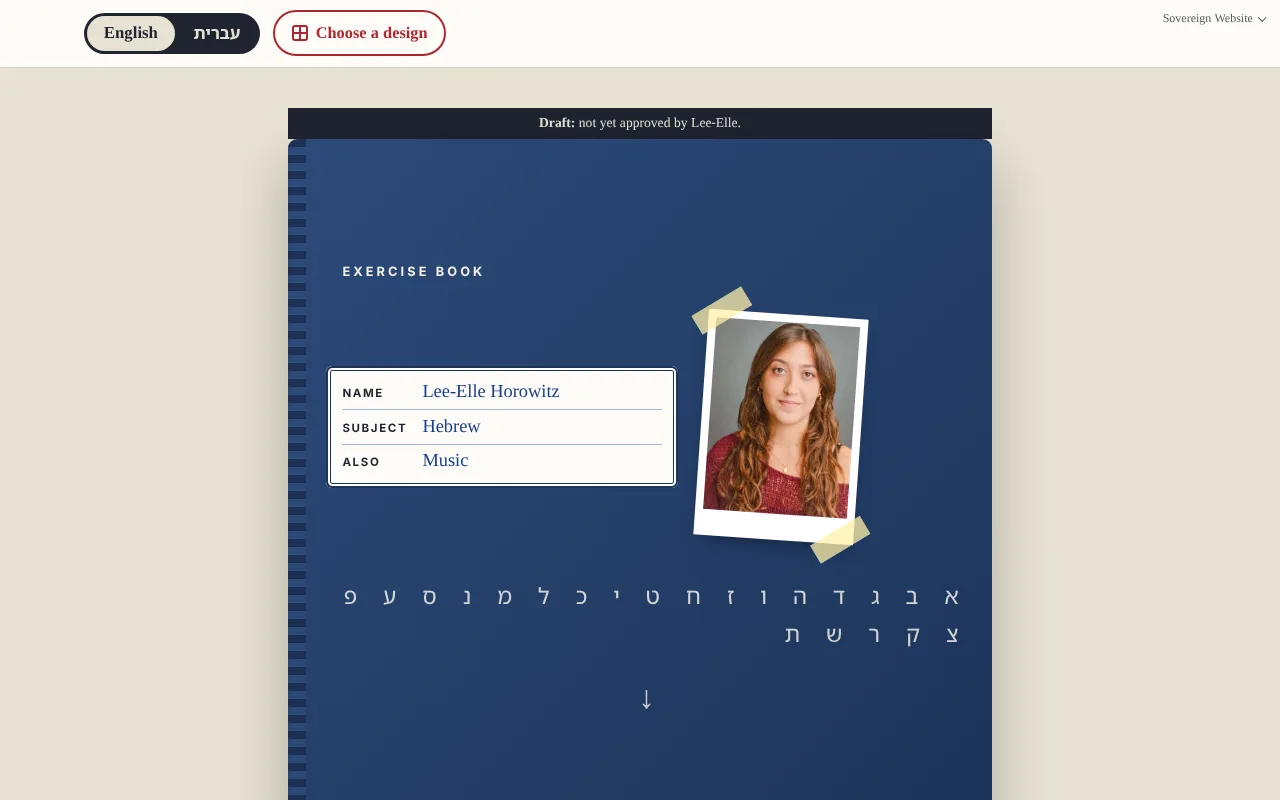 English
עברית
Choose a design
Sovereign Website
Draft: not yet approved by Lee-Elle.
EXERCISE BOOK
NAME Lee-Elle Horowitz
SUBJECT Hebrew
ALSO Music
א ב ג ד ה ו ז ח ט י כ ל מ נ ס ע פ
צ ק ר ש ת
↓